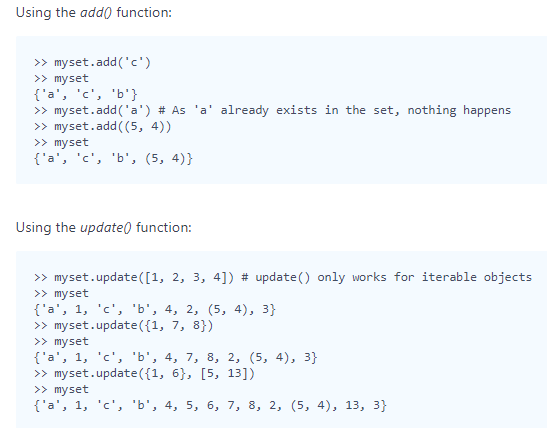 Using the add() function:
>> myset.add('c')
>> myset
{'a', 'c', 'b'}
>> myset.add('a') # As 'a' already exists in the set, nothing happens
>> myset.add((5, 4))
>> myset
{'a', 'c', 'b', (5, 4)}
Using the update() function:
>> myset.update([1, 2, 3, 4]) # update() only works for iterable objects
>> myset
{'a', 1, 'c', 'b', 4, 2, (5, 4), 3}
>> myset.update({1, 7, 8})
>> myset
{'a', 1, 'c', 'b', 4, 7, 8, 2, (5, 4), 3}
>> myset.update({1, 6}, [5, 13])
>> myset
{'a', 1, 'c', 'b', 4, 5, 6, 7, 8, 2, (5, 4), 13, 3}